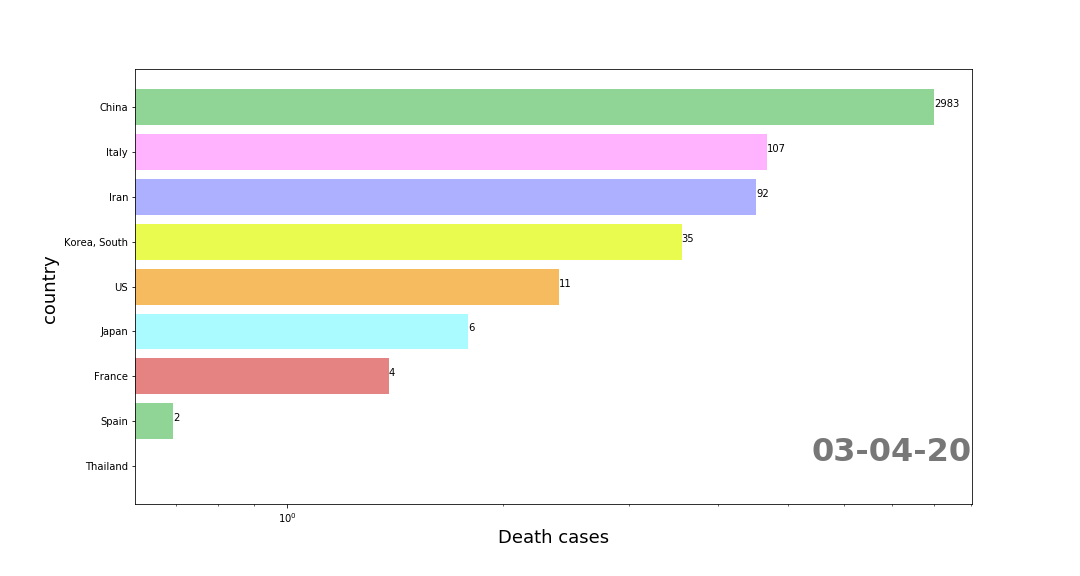 China
2983
Italy
107
Iran
92
Korea, South
35
US
11
Japan
6
France
4
Spain
2
Thailand
03-04-20
country
10⁰
Death cases